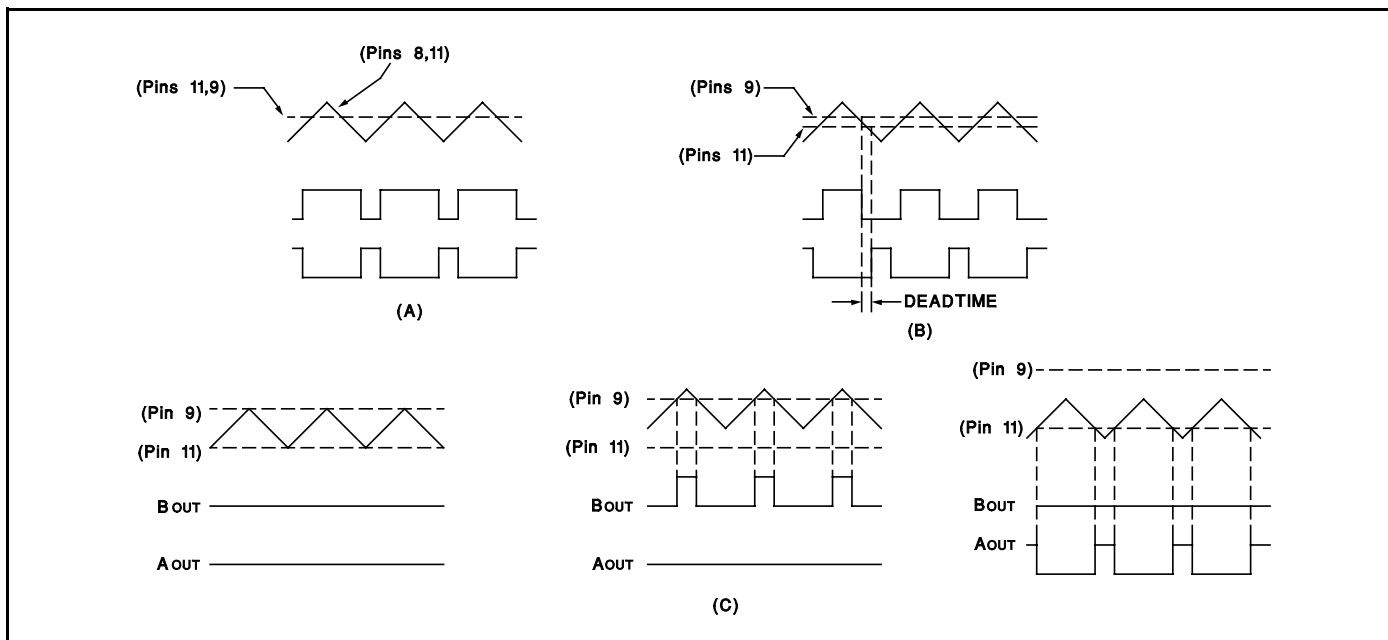 (Pins 8,11)
(Pins 11,9)
(A)
(Pins 9)
(Pins 11)
DEADTIME
(B)
(Pin 9)
(Pin 11)
BOUT
AOUT
(Pin 9)
(Pin 11)
BOUT
AOUT
(Pin 9)
(Pin 11)
BOUT
AOUT
(C)